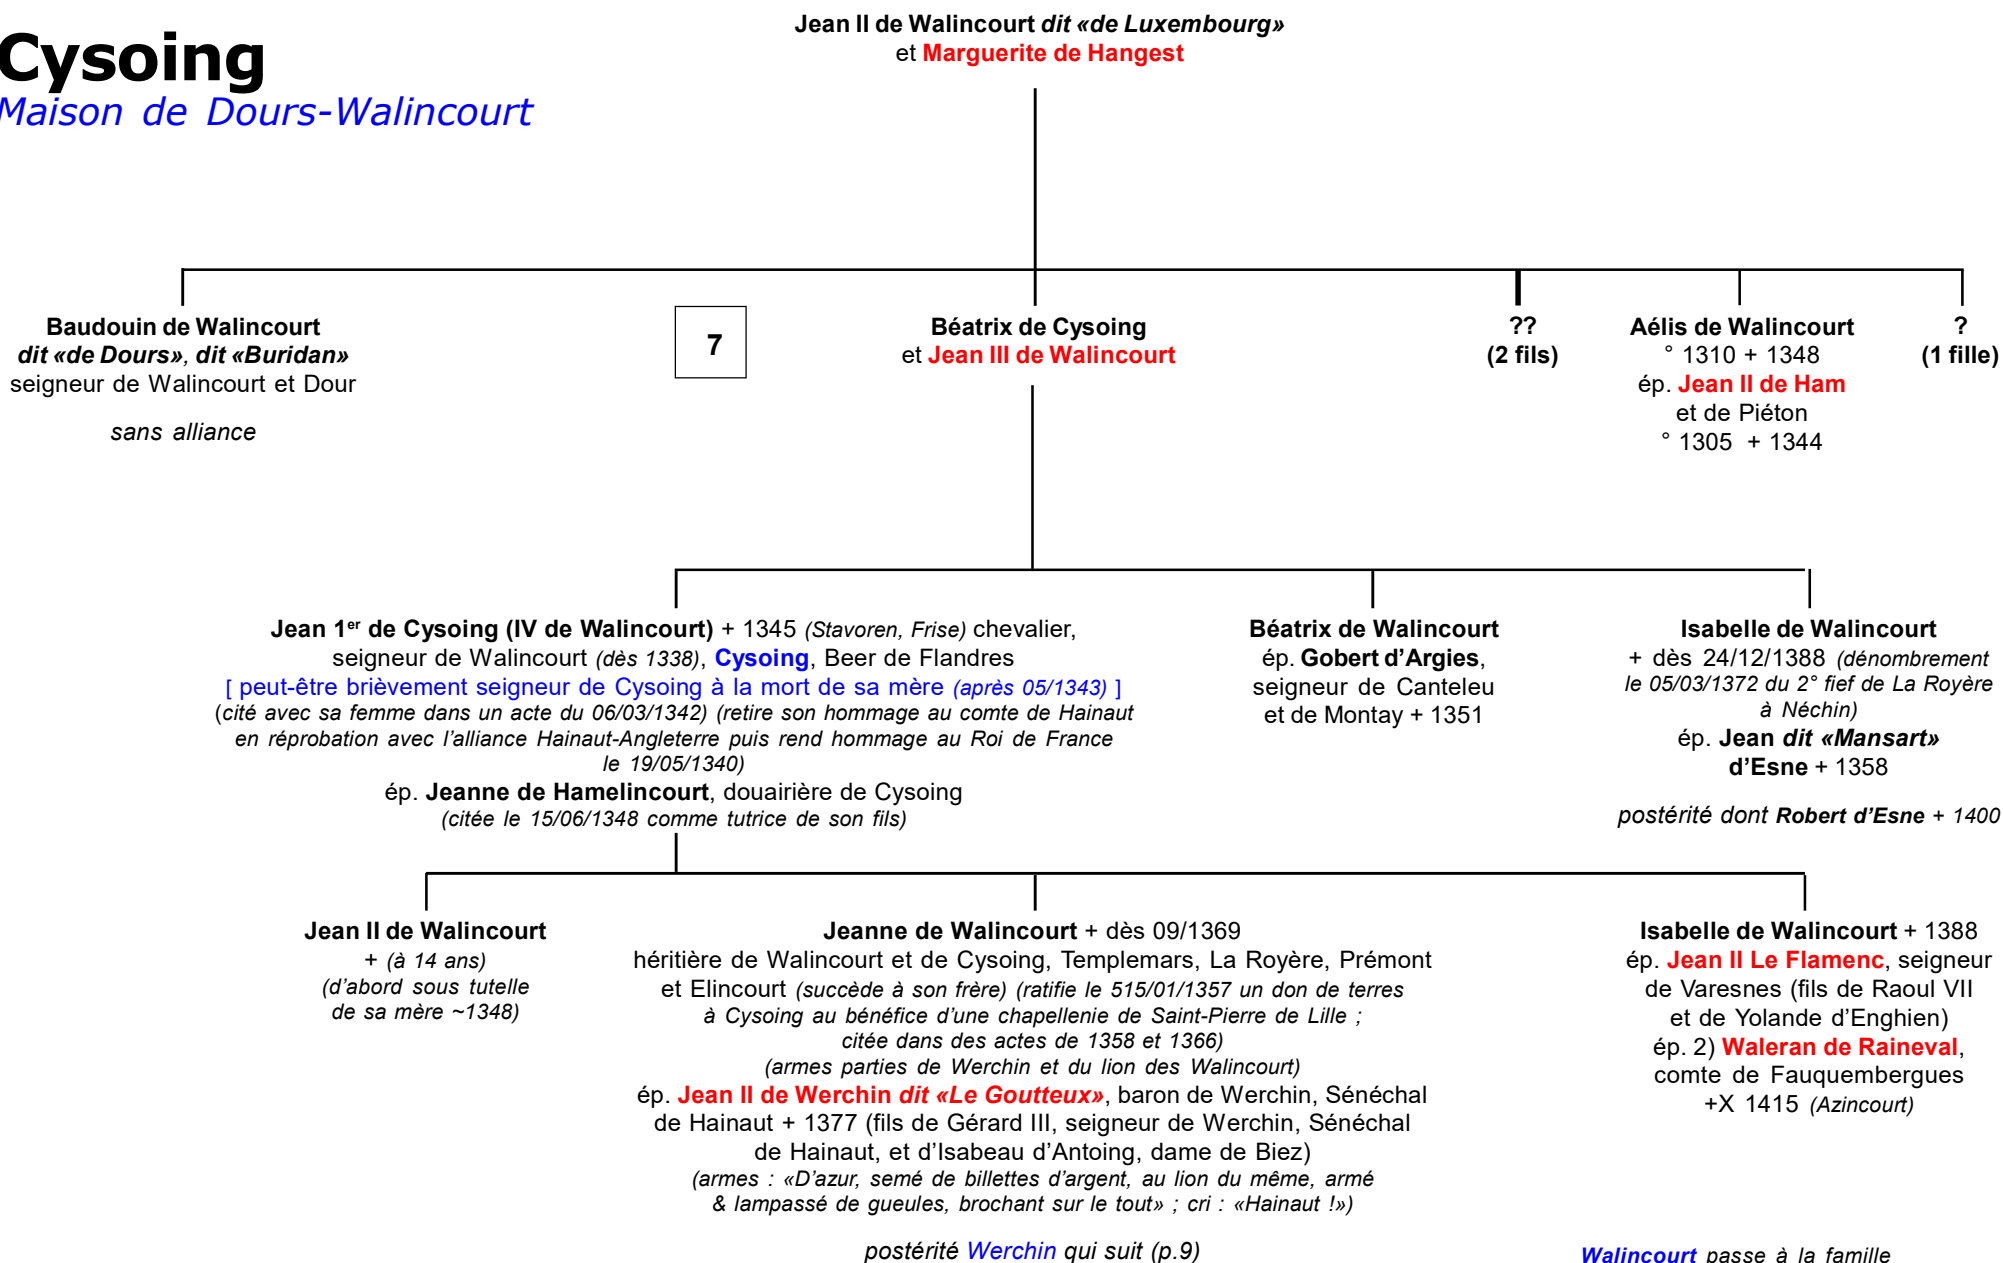 Cysoing
Maison de Dours-Walincourt
Jean II de Walincourt dit «de Luxembourg»
et Marguerite de Hangest
Baudouin de Walincourt
dit «de Dours», dit «Buridan»
seigneur de Walincourt et Dour
sans alliance
7
Béatrix de Cysoing
et Jean III de Walincourt
??
(2 fils)
Aélis de Walincourt
° 1310 + 1348
ép. Jean II de Ham
et de Piéton
° 1305 + 1344
?
(1 fille)
Jean 1er de Cysoing (IV de Walincourt) + 1345 (Stavoren, Frise) chevalier,
seigneur de Walincourt (dès 1338), Cysoing, Beer de Flandres
[ peut-être brièvement seigneur de Cysoing à la mort de sa mère (après 05/1343) ]
(cité avec sa femme dans un acte du 06/03/1342) (retire son hommage au comte de Hainaut
en réprobation avec l’alliance Hainaut-Angleterre puis rend hommage au Roi de France
le 19/05/1340)
ép. Jeanne de Hamelincourt, douairière de Cysoing
(citée le 15/06/1348 comme tutrice de son fils)
Béatrix de Walincourt
ép. Gobert d’Argies,
seigneur de Canteleu
et de Montay + 1351
Isabelle de Walincourt
+ dès 24/12/1388 (dénombrement
le 05/03/1372 du 2° fief de La Royère
à Néchin)
ép. Jean dit «Mansart»
d’Esne + 1358
postérité dont Robert d’Esne + 1400
Jean II de Walincourt
+ (à 14 ans)
(d’abord sous tutelle
de sa mère ~1348)
Jeanne de Walincourt + dès 09/1369
héritière de Walincourt et de Cysoing, Templemars, La Royère, Prémont
et Elincourt (succède à son frère) (ratifie le 515/01/1357 un don de terres
à Cysoing au bénéfice d’une chapellenie de Saint-Pierre de Lille ;
citée dans des actes de 1358 et 1366)
(armes parties de Werchin et du lion des Walincourt)
ép. Jean II de Werchin dit «Le Goutteux», baron de Werchin, Sénéchal
de Hainaut + 1377 (fils de Gérard III, seigneur de Werchin, Sénéchal
de Hainaut, et d’Isabeau d’Antoing, dame de Biez)
(armes : «D’azur, semé de billettes d’argent, au lion du même, armé
& lampassé de gueules, brochant sur le tout» ; cri : «Hainaut !»)
postérité Werchin qui suit (p.9)
Isabelle de Walincourt + 1388
ép. Jean II Le Flamenc, seigneur
de Varesnes (fils de Raoul VII
et de Yolande d’Enghien)
ép. 2) Waleran de Raineval,
comte de Fauquembergues
+X 1415 (Azincourt)
Walincourt passe à la famille